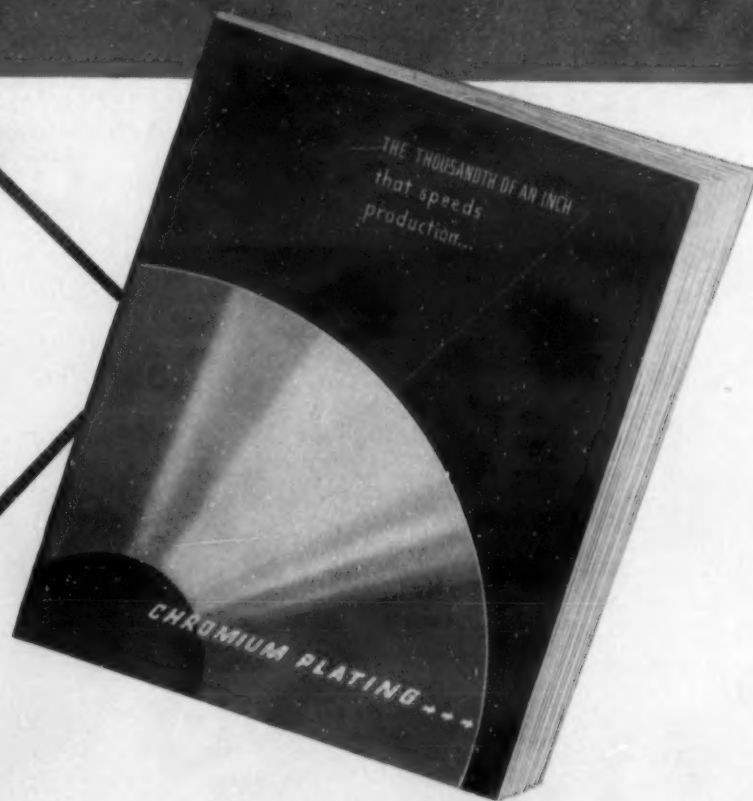 THE THOUSANDTH OF AN INCH
that speeds
production...
CHROMIUM PLATING...